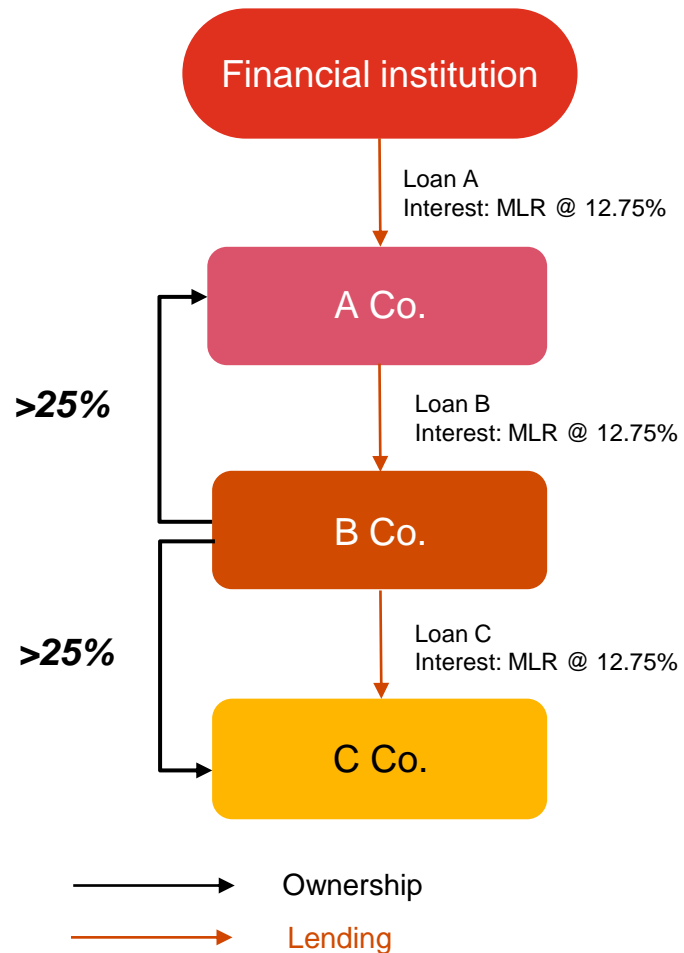 Financial institution
Loan A
Interest: MLR @ 12.75%
A Co.
>25%
Loan B
Interest: MLR @ 12.75%
B Co.
>25%
Loan C
Interest: MLR @ 12.75%
C Co.
Ownership
Lending